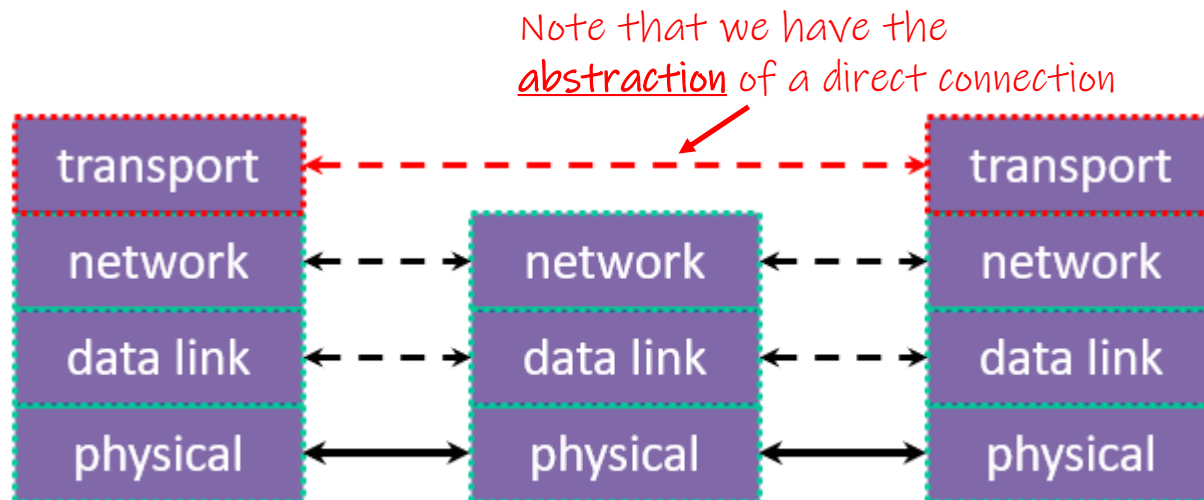 Note that we have the
abstraction of a direct connection
transport transport
network network network
data link data link data link
physical physical physical